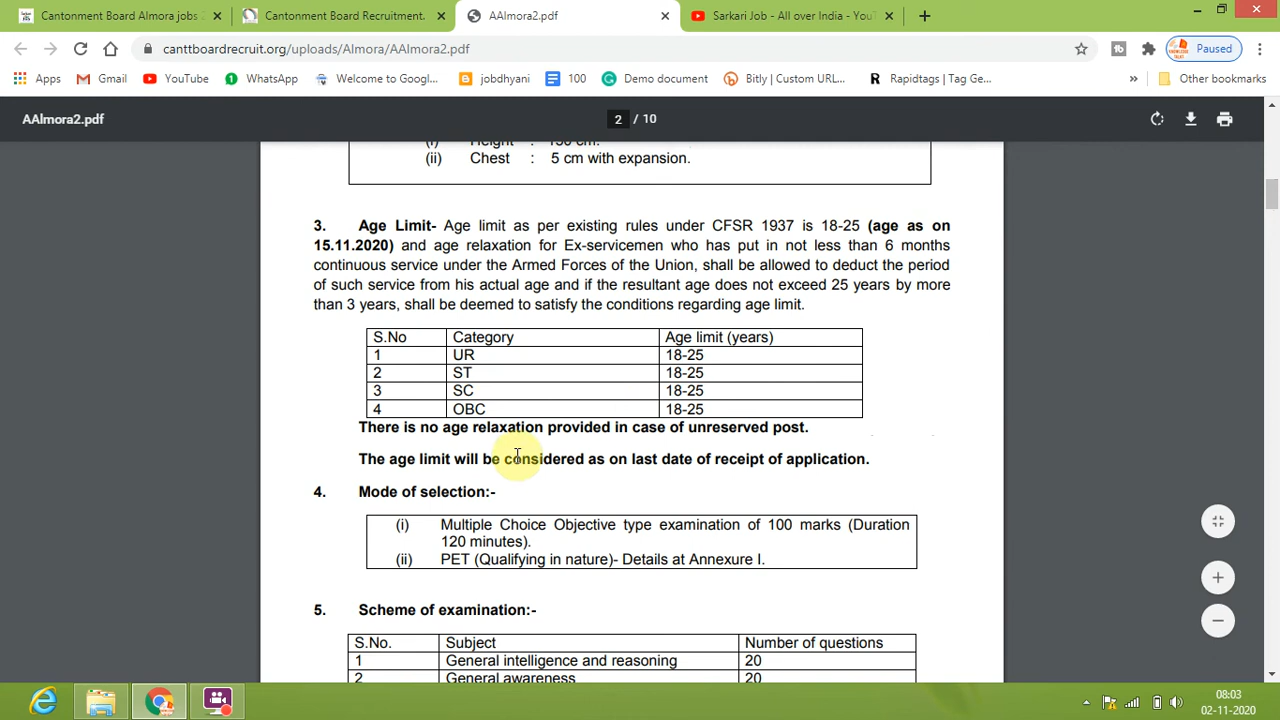 Cantonment Board Almora jobs 2
Cantonment Board Recruitment.
AAlmora2.pdf
Sarkari Job - All over India - YouT
canttboardrecruit.org/uploads/Almora/AAlmora2.pdf
Paused
Apps
Gmail
YouTube
WhatsApp
Welcome to Googl...
jobdhyani
100
Demo document
Bitly | Custom URL...
Rapidtags | Tag Ge...
»
Other bookmarks
AAlmora2.pdf
2 / 10
(ii) Chest : 5 cm with expansion.
3. Age Limit- Age limit as per existing rules under CFSR 1937 is 18-25 (age as on
15.11.2020) and age relaxation for Ex-servicemen who has put in not less than 6 months
continuous service under the Armed Forces of the Union, shall be allowed to deduct the period
of such service from his actual age and if the resultant age does not exceed 25 years by more
than 3 years, shall be deemed to satisfy the conditions regarding age limit.
S.No Category Age limit (years)
1 UR 18-25
2 ST 18-25
3 SC 18-25
4 OBC 18-25
There is no age relaxation provided in case of unreserved post.
The age limit will be considered as on last date of receipt of application.
4. Mode of selection:-
(i) Multiple Choice Objective type examination of 100 marks (Duration
120 minutes).
(ii) PET (Qualifying in nature)- Details at Annexure I.
5. Scheme of examination:-
S.No. Subject Number of questions
1 General intelligence and reasoning 20
2 General awareness 20
08:03
02-11-2020